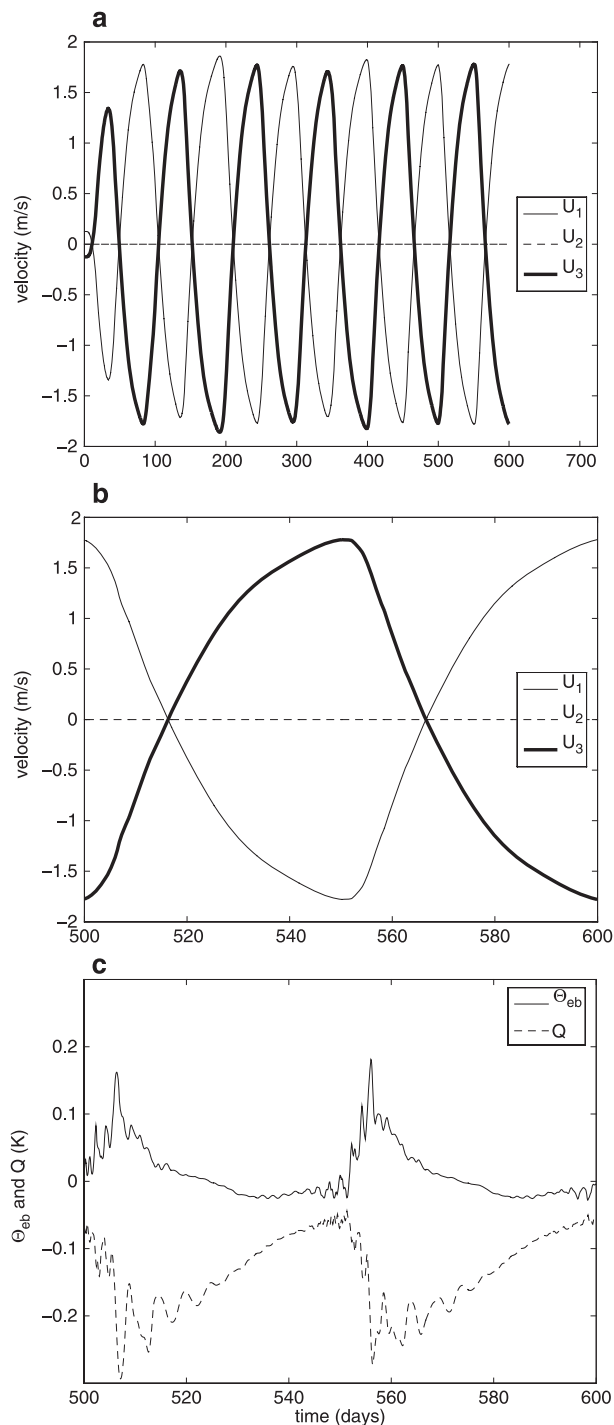 a
2
1.5
1
0.5
0
−0.5
−1
−1.5
−2
velocity (m/s)
0 100 200 300 400 500 600 700
U1
U2
U3
b
2
1.5
1
0.5
0
−0.5
−1
−1.5
−2
velocity (m/s)
500 520 540 560 580 600
U1
U2
U3
c
0.2
0.1
0
−0.1
−0.2
Θeb and Q (K)
500 520 540 560 580 600
time (days)
Θeb
Q